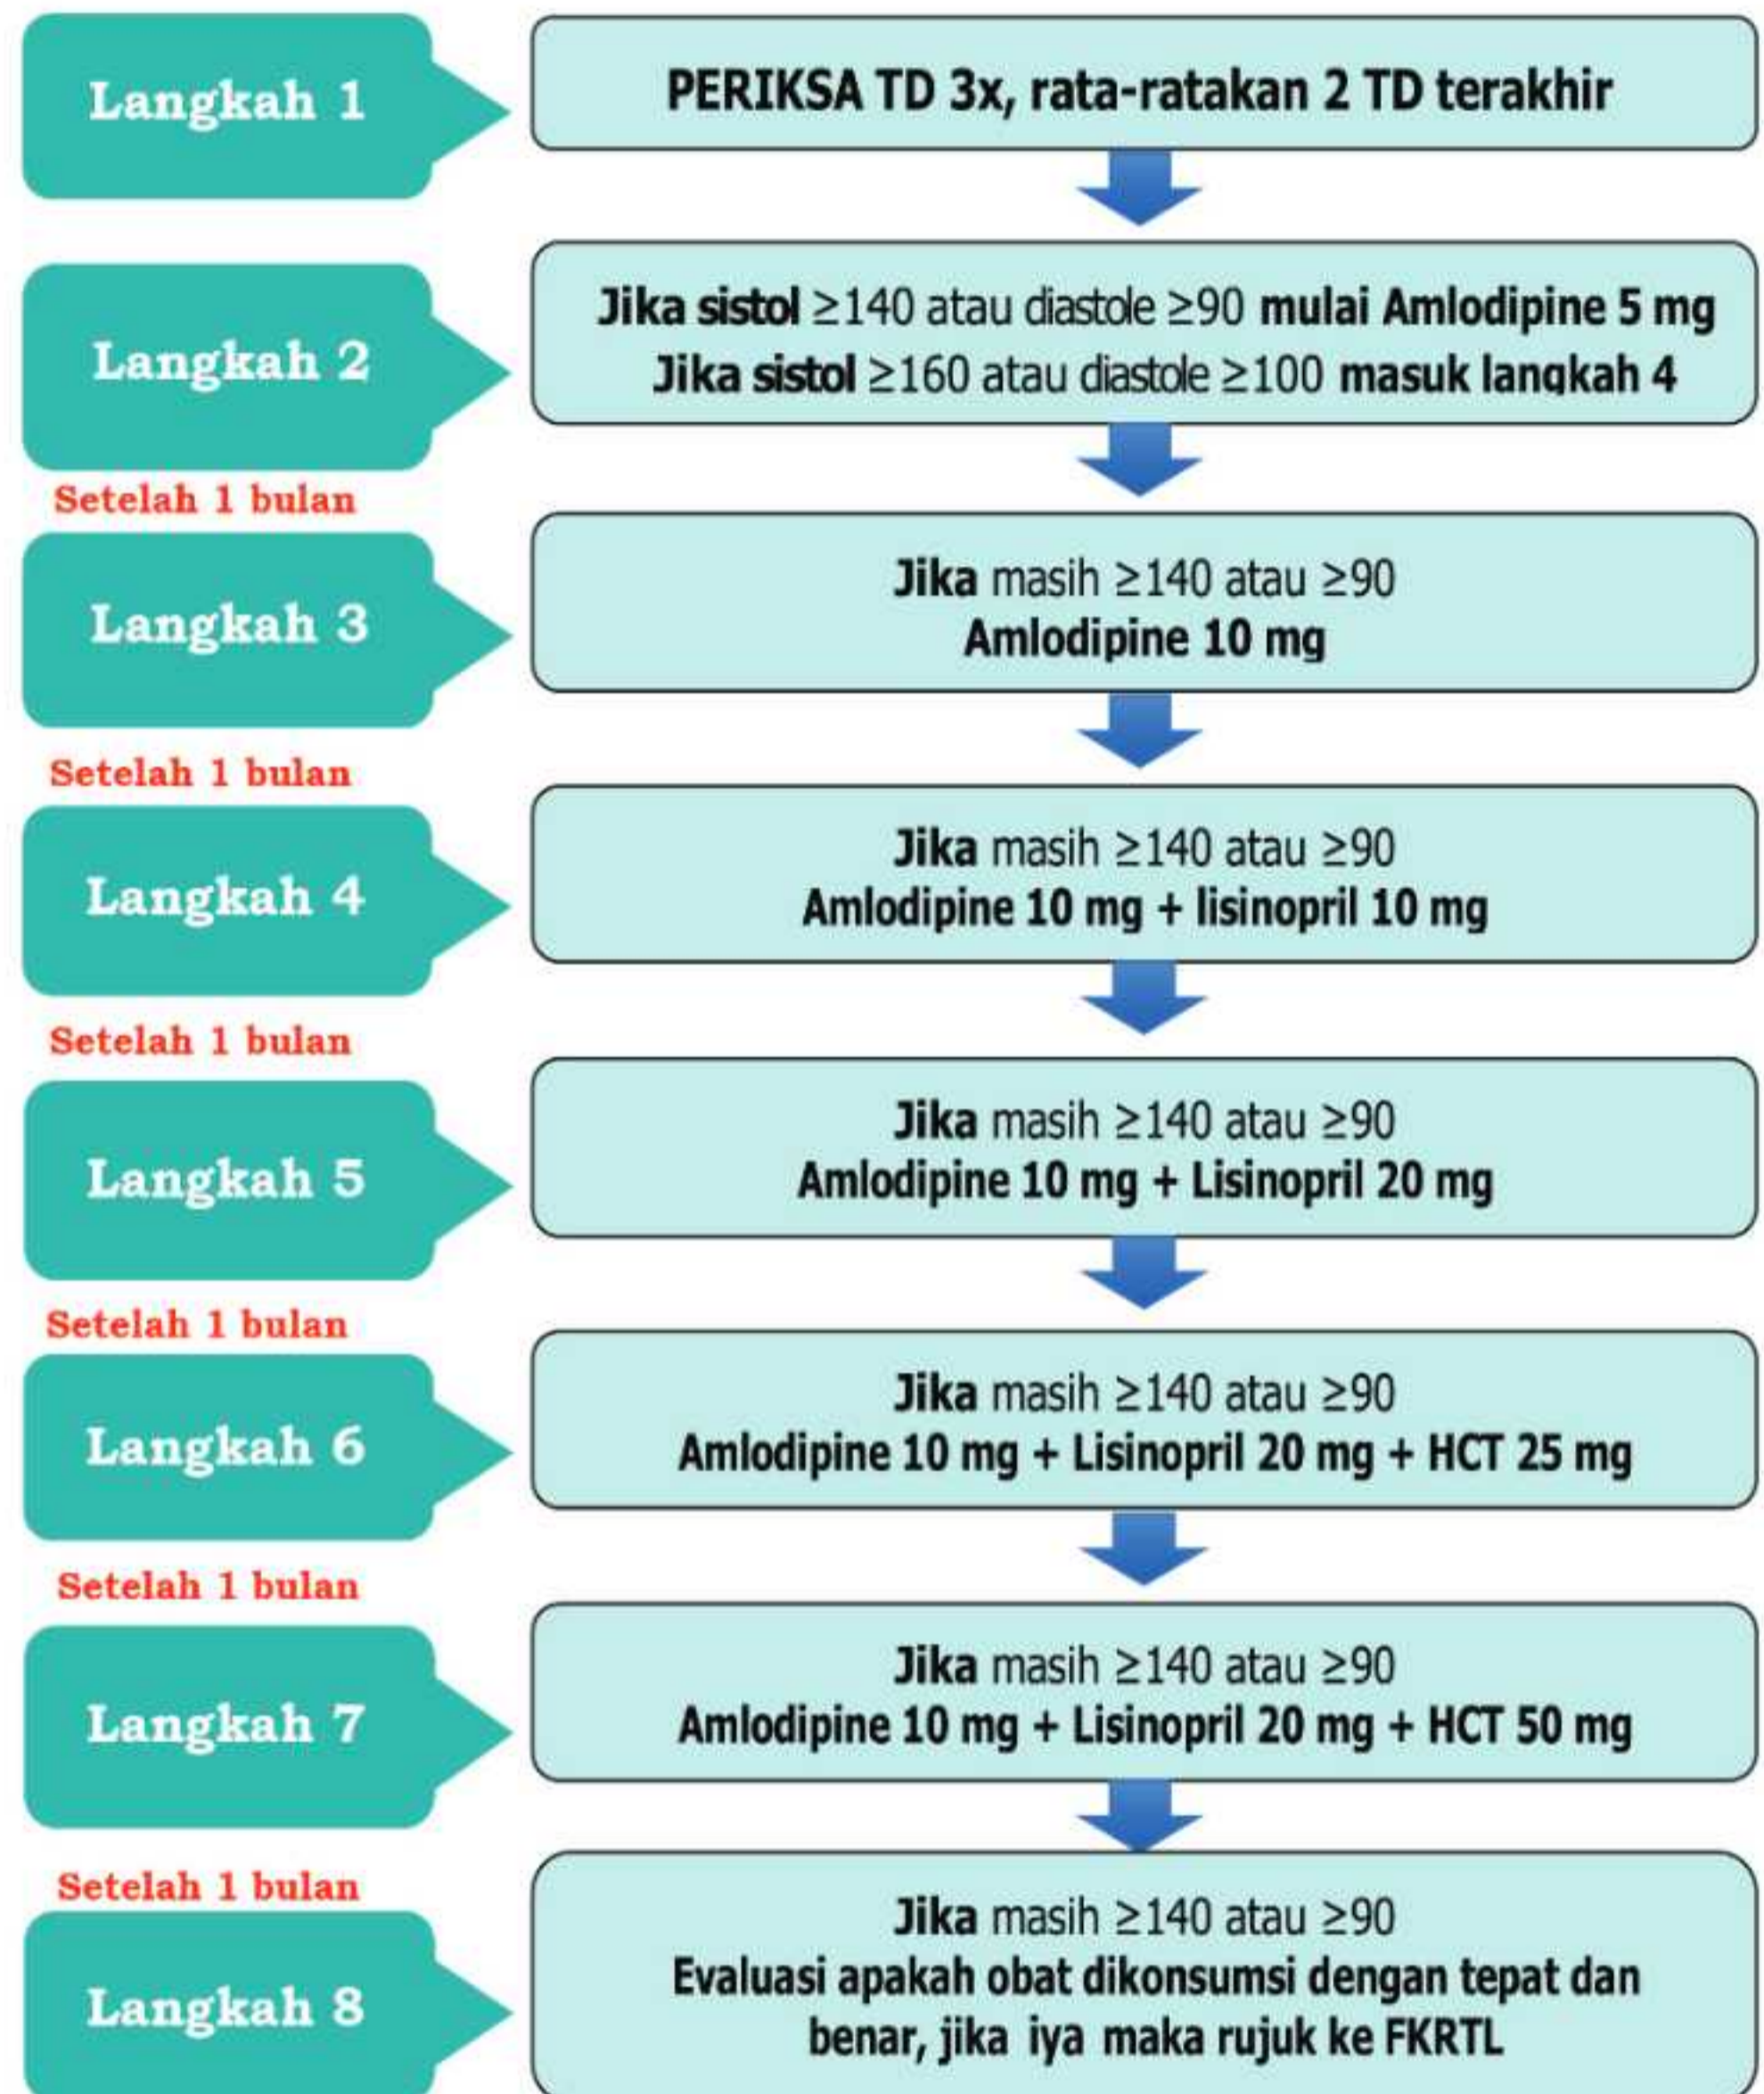 Langkah 1
PERIKSA TD 3x, rata-ratakan 2 TD terakhir
Langkah 2
Jika sistol ≥140 atau diastole ≥90 mulai Amlodipine 5 mg
Jika sistol ≥160 atau diastole ≥100 masuk langkah 4
Setelah 1 bulan
Langkah 3
Jika masih ≥140 atau ≥90
Amlodipine 10 mg
Setelah 1 bulan
Langkah 4
Jika masih ≥140 atau ≥90
Amlodipine 10 mg + lisinopril 10 mg
Setelah 1 bulan
Langkah 5
Jika masih ≥140 atau ≥90
Amlodipine 10 mg + Lisinopril 20 mg
Setelah 1 bulan
Langkah 6
Jika masih ≥140 atau ≥90
Amlodipine 10 mg + Lisinopril 20 mg + HCT 25 mg
Setelah 1 bulan
Langkah 7
Jika masih ≥140 atau ≥90
Amlodipine 10 mg + Lisinopril 20 mg + HCT 50 mg
Setelah 1 bulan
Langkah 8
Jika masih ≥140 atau ≥90
Evaluasi apakah obat dikonsumsi dengan tepat dan
benar, jika iya maka rujuk ke FKRTL